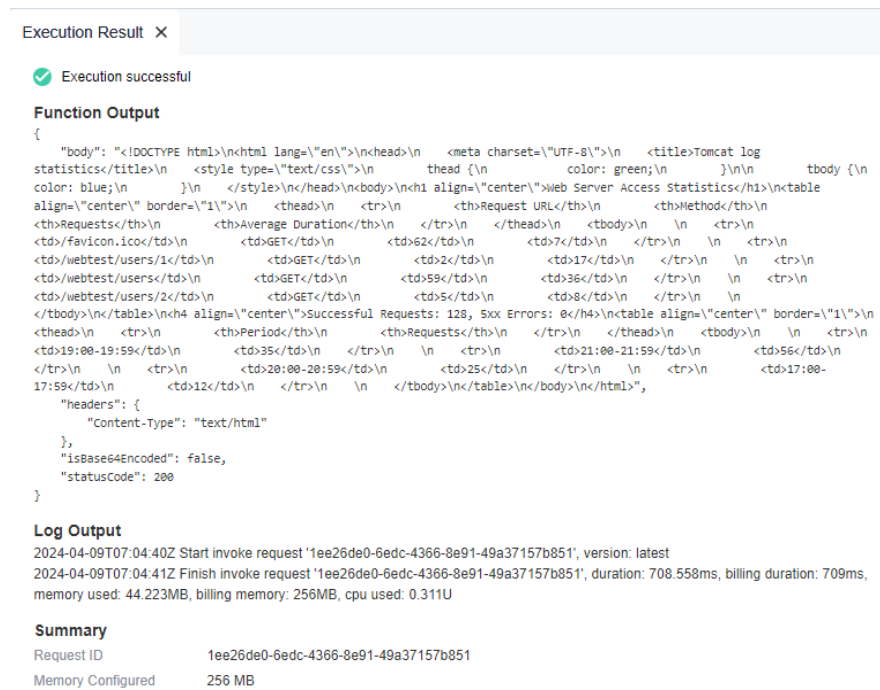 Execution Result ×
Execution successful
Function Output
{
    "body": "<!DOCTYPE html>\n<html lang=\"en\">\n<head>\n    <meta charset=\"UTF-8\">\n    <title>Tomcat log
statistics</title>\n    <style type=\"text/css\">\n        thead {\n            color: green;\n        }\n\n        tbody {\n
color: blue;\n        }\n    </style>\n</head>\n<body>\n<h1 align=\"center\">Web Server Access Statistics</h1>\n<table
align=\"center\" border=\"1\">\n    <thead>\n    <tr>\n        <th>Request URL</th>\n        <th>Method</th>\n
<th>Requests</th>\n        <th>Average Duration</th>\n    </tr>\n    </thead>\n    <tbody>\n    \n    <tr>\n
<td>/favicon.ico</td>\n        <td>GET</td>\n        <td>62</td>\n        <td>7</td>\n    </tr>\n    \n    <tr>\n
<td>/webtest/users/1</td>\n        <td>GET</td>\n        <td>2</td>\n        <td>17</td>\n    </tr>\n    \n    <tr>\n
<td>/webtest/users</td>\n        <td>GET</td>\n        <td>59</td>\n        <td>36</td>\n    </tr>\n    \n    <tr>\n
<td>/webtest/users/2</td>\n        <td>GET</td>\n        <td>5</td>\n        <td>8</td>\n    </tr>\n    \n
</tbody>\n</table>\n<h4 align=\"center\">Successful Requests: 128, 5xx Errors: 0</h4>\n<table align=\"center\" border=\"1\">\n
<thead>\n    <tr>\n        <th>Period</th>\n        <th>Requests</th>\n    </tr>\n    </thead>\n    <tbody>\n    \n    <tr>\n
<td>19:00-19:59</td>\n        <td>35</td>\n    </tr>\n    \n    <tr>\n        <td>21:00-21:59</td>\n        <td>56</td>\n
</tr>\n    \n    <tr>\n        <td>20:00-20:59</td>\n        <td>25</td>\n    </tr>\n    \n    <tr>\n        <td>17:00-
17:59</td>\n        <td>12</td>\n    </tr>\n    \n    </tbody>\n</table>\n</body>\n</html>",
    "headers": {
        "Content-Type": "text/html"
    },
    "isBase64Encoded": false,
    "statusCode": 200
}
Log Output
2024-04-09T07:04:40Z Start invoke request '1ee26de0-6edc-4366-8e91-49a37157b851', version: latest
2024-04-09T07:04:41Z Finish invoke request '1ee26de0-6edc-4366-8e91-49a37157b851', duration: 708.558ms, billing duration: 709ms,
memory used: 44.223MB, billing memory: 256MB, cpu used: 0.311U
Summary
Request ID 1ee26de0-6edc-4366-8e91-49a37157b851
Memory Configured 256 MB